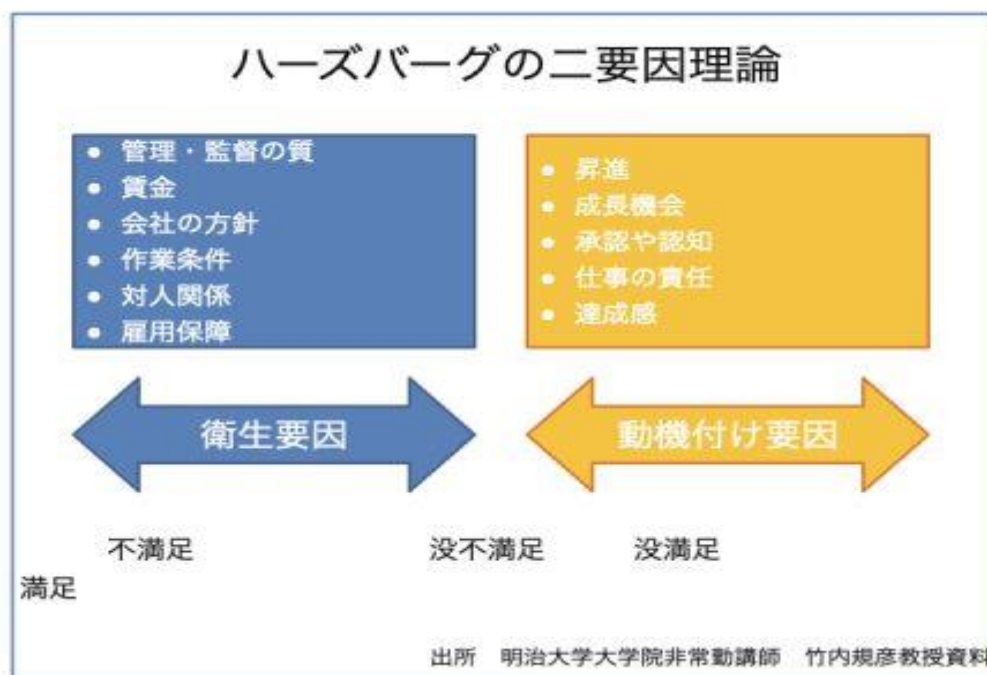 ハーズバーグの二要因理論
● 管理・監督の質
● 賃金
● 会社の方針
● 作業条件
● 対人関係
● 雇用保障
● 昇進
● 成長機会
● 承認や認知
● 仕事の責任
● 達成感
衛生要因
動機付け要因
不満足 没不満足 没満足
満足
出所 明治大学大学院非常勤講師 竹内規彦教授資料